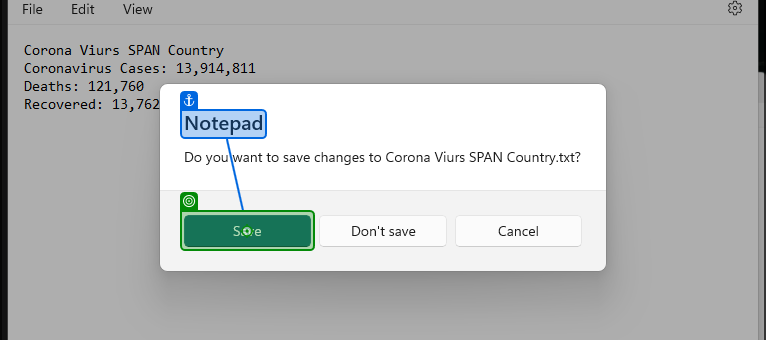 File Edit View
Corona Viurs SPAN Country
Coronavirus Cases: 13,914,811
Deaths: 121,760
Recovered: 13,762
Notepad
Do you want to save changes to Corona Viurs SPAN Country.txt?
Save Don't save Cancel